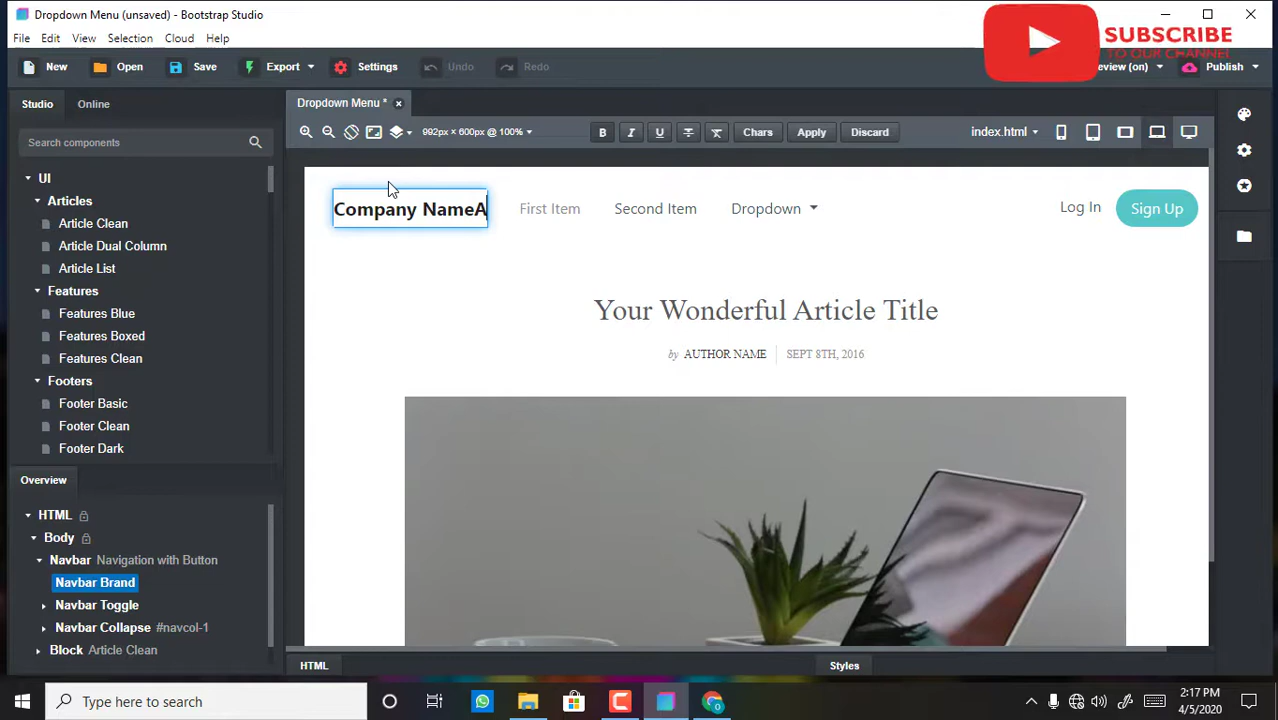 Dropdown Menu (unsaved) - Bootstrap Studio
SUBSCRIBE
TO OUR CHANNEL
File Edit View Selection Cloud Help
New Open Save Export Settings Undo Redo review (on) Publish
Studio Online
Dropdown Menu *
Search components
992px × 600px @ 100%
B I U S T Chars Apply Discard
index.html
UI
Articles
Article Clean
Article Dual Column
Article List
Features
Features Blue
Features Boxed
Features Clean
Footers
Footer Basic
Footer Clean
Footer Dark
Company NameA First Item Second Item Dropdown Log In Sign Up
Your Wonderful Article Title
by AUTHOR NAME SEPT 8TH, 2016
Overview
HTML
Body
Navbar Navigation with Button
Navbar Brand
Navbar Toggle
Navbar Collapse #navcol-1
Block Article Clean
HTML Styles
Type here to search
2:17 PM
4/5/2020